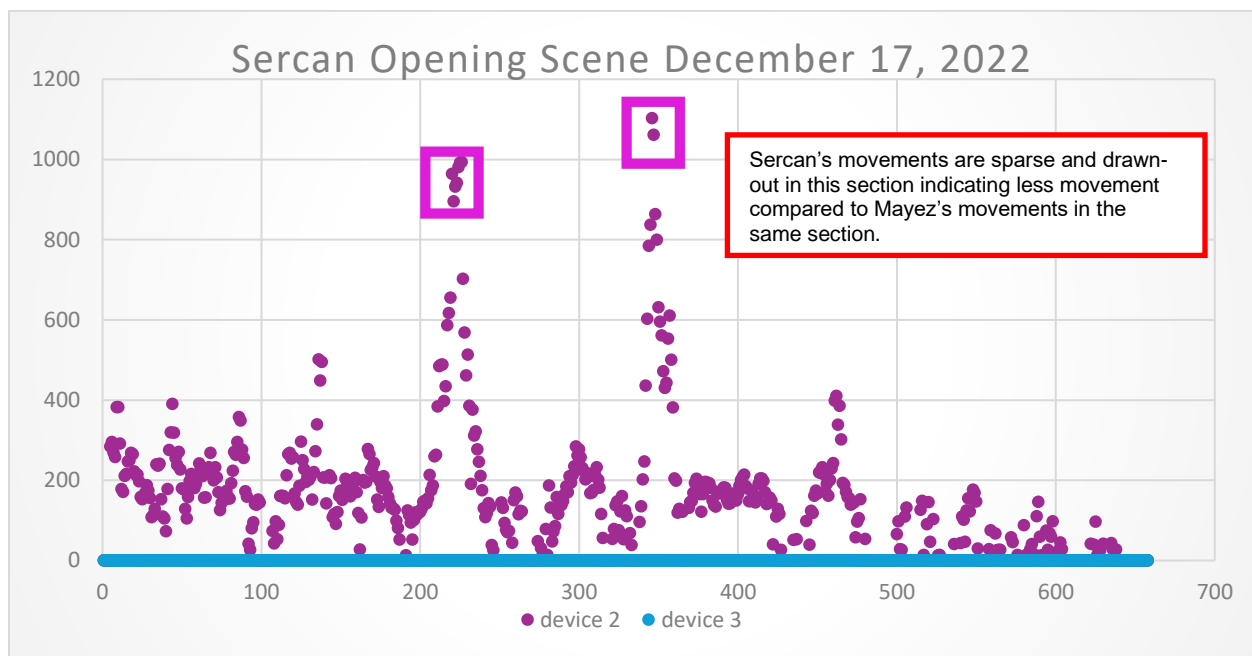 Sercan Opening Scene December 17, 2022
1200
1000
800
600
400
200
0
Sercan’s movements are sparse and drawn-
out in this section indicating less movement
compared to Mayez’s movements in the
same section.
0 100 200 300 400 500 600 700
device 2 device 3